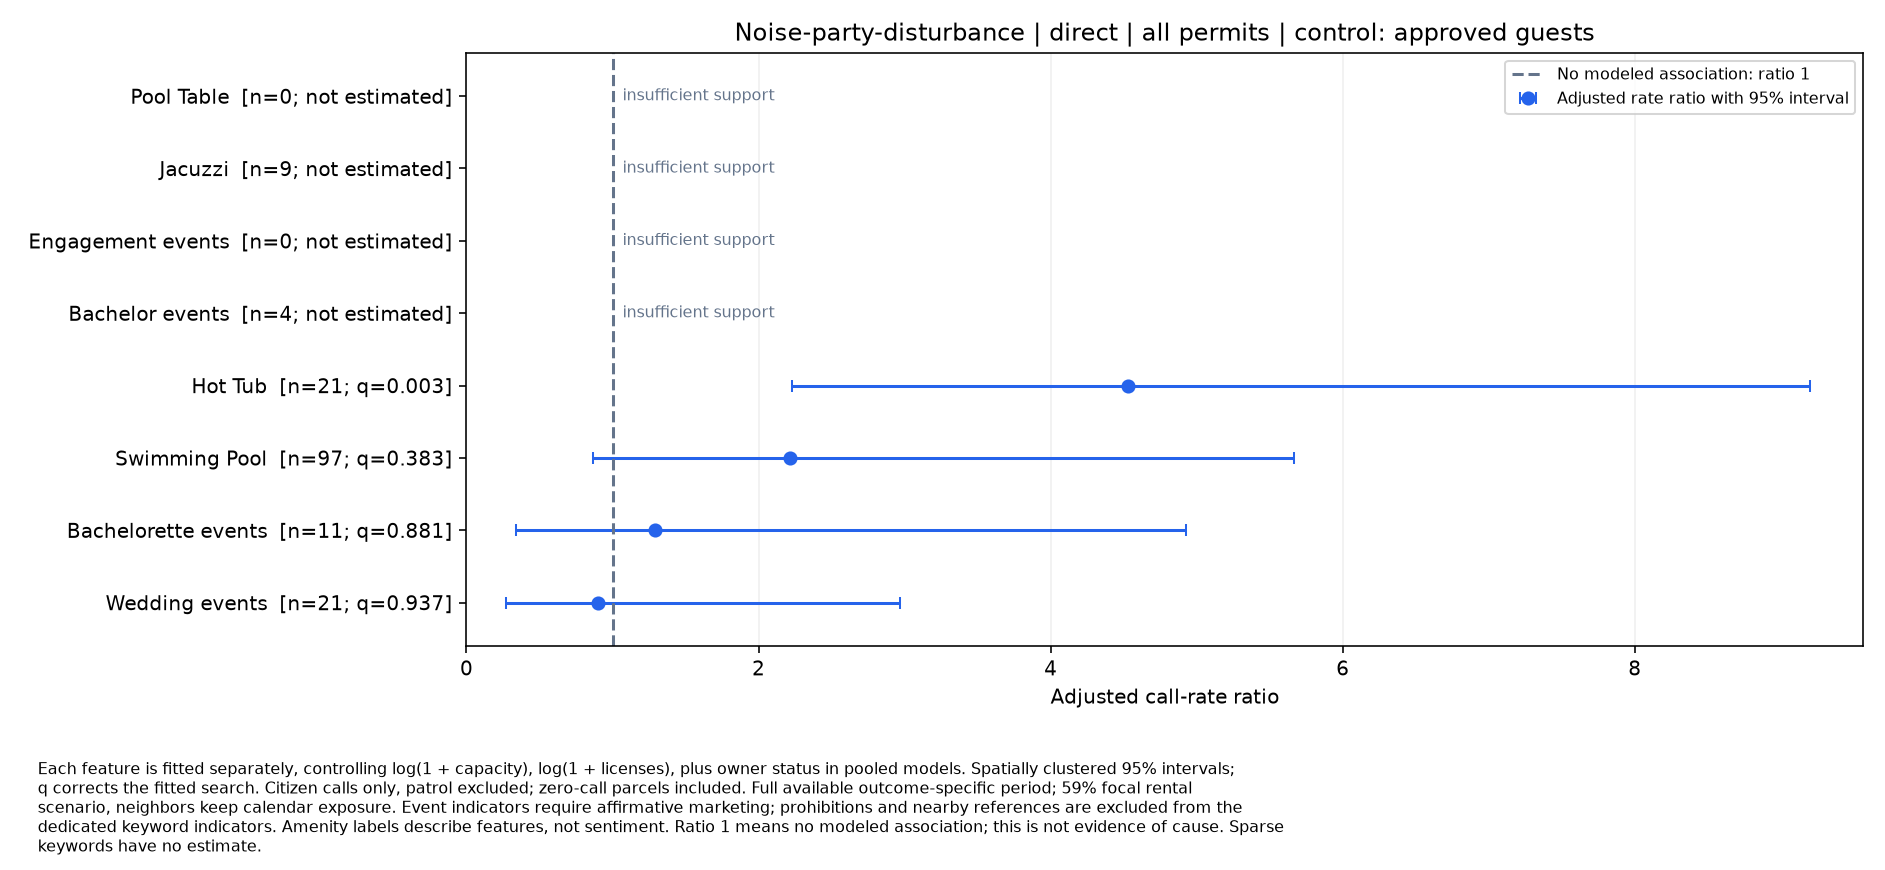 Noise-party-disturbance | direct | all permits | control: approved guests
No modeled association: ratio 1
Adjusted rate ratio with 95% interval
Pool Table [n=0; not estimated]
insufficient support
Jacuzzi [n=9; not estimated]
insufficient support
Engagement events [n=0; not estimated]
insufficient support
Bachelor events [n=4; not estimated]
insufficient support
Hot Tub [n=21; q=0.003]
Swimming Pool [n=97; q=0.383]
Bachelorette events [n=11; q=0.881]
Wedding events [n=21; q=0.937]
0 2 4 6 8
Adjusted call-rate ratio
Each feature is fitted separately, controlling log(1 + capacity), log(1 + licenses), plus owner status in pooled models. Spatially clustered 95% intervals;
q corrects the fitted search. Citizen calls only, patrol excluded; zero-call parcels included. Full available outcome-specific period; 59% focal rental
scenario, neighbors keep calendar exposure. Event indicators require affirmative marketing; prohibitions and nearby references are excluded from the
dedicated keyword indicators. Amenity labels describe features, not sentiment. Ratio 1 means no modeled association; this is not evidence of cause. Sparse
keywords have no estimate.